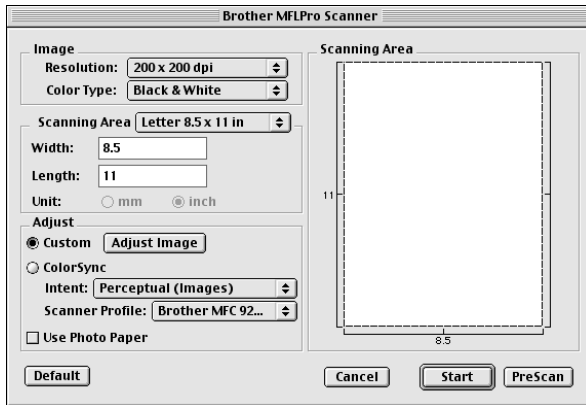 Brother MFLPro Scanner
Image
Resolution: 200 x 200 dpi
Color Type: Black & White
Scanning Area Letter 8.5 x 11 in
Width: 8.5
Length: 11
Unit: mm inch
Adjust
Custom Adjust Image
ColorSync
Intent: Perceptual (Images)
Scanner Profile: Brother MFC 92...
Use Photo Paper
Default
Scanning Area
11
8.5
Cancel Start PreScan